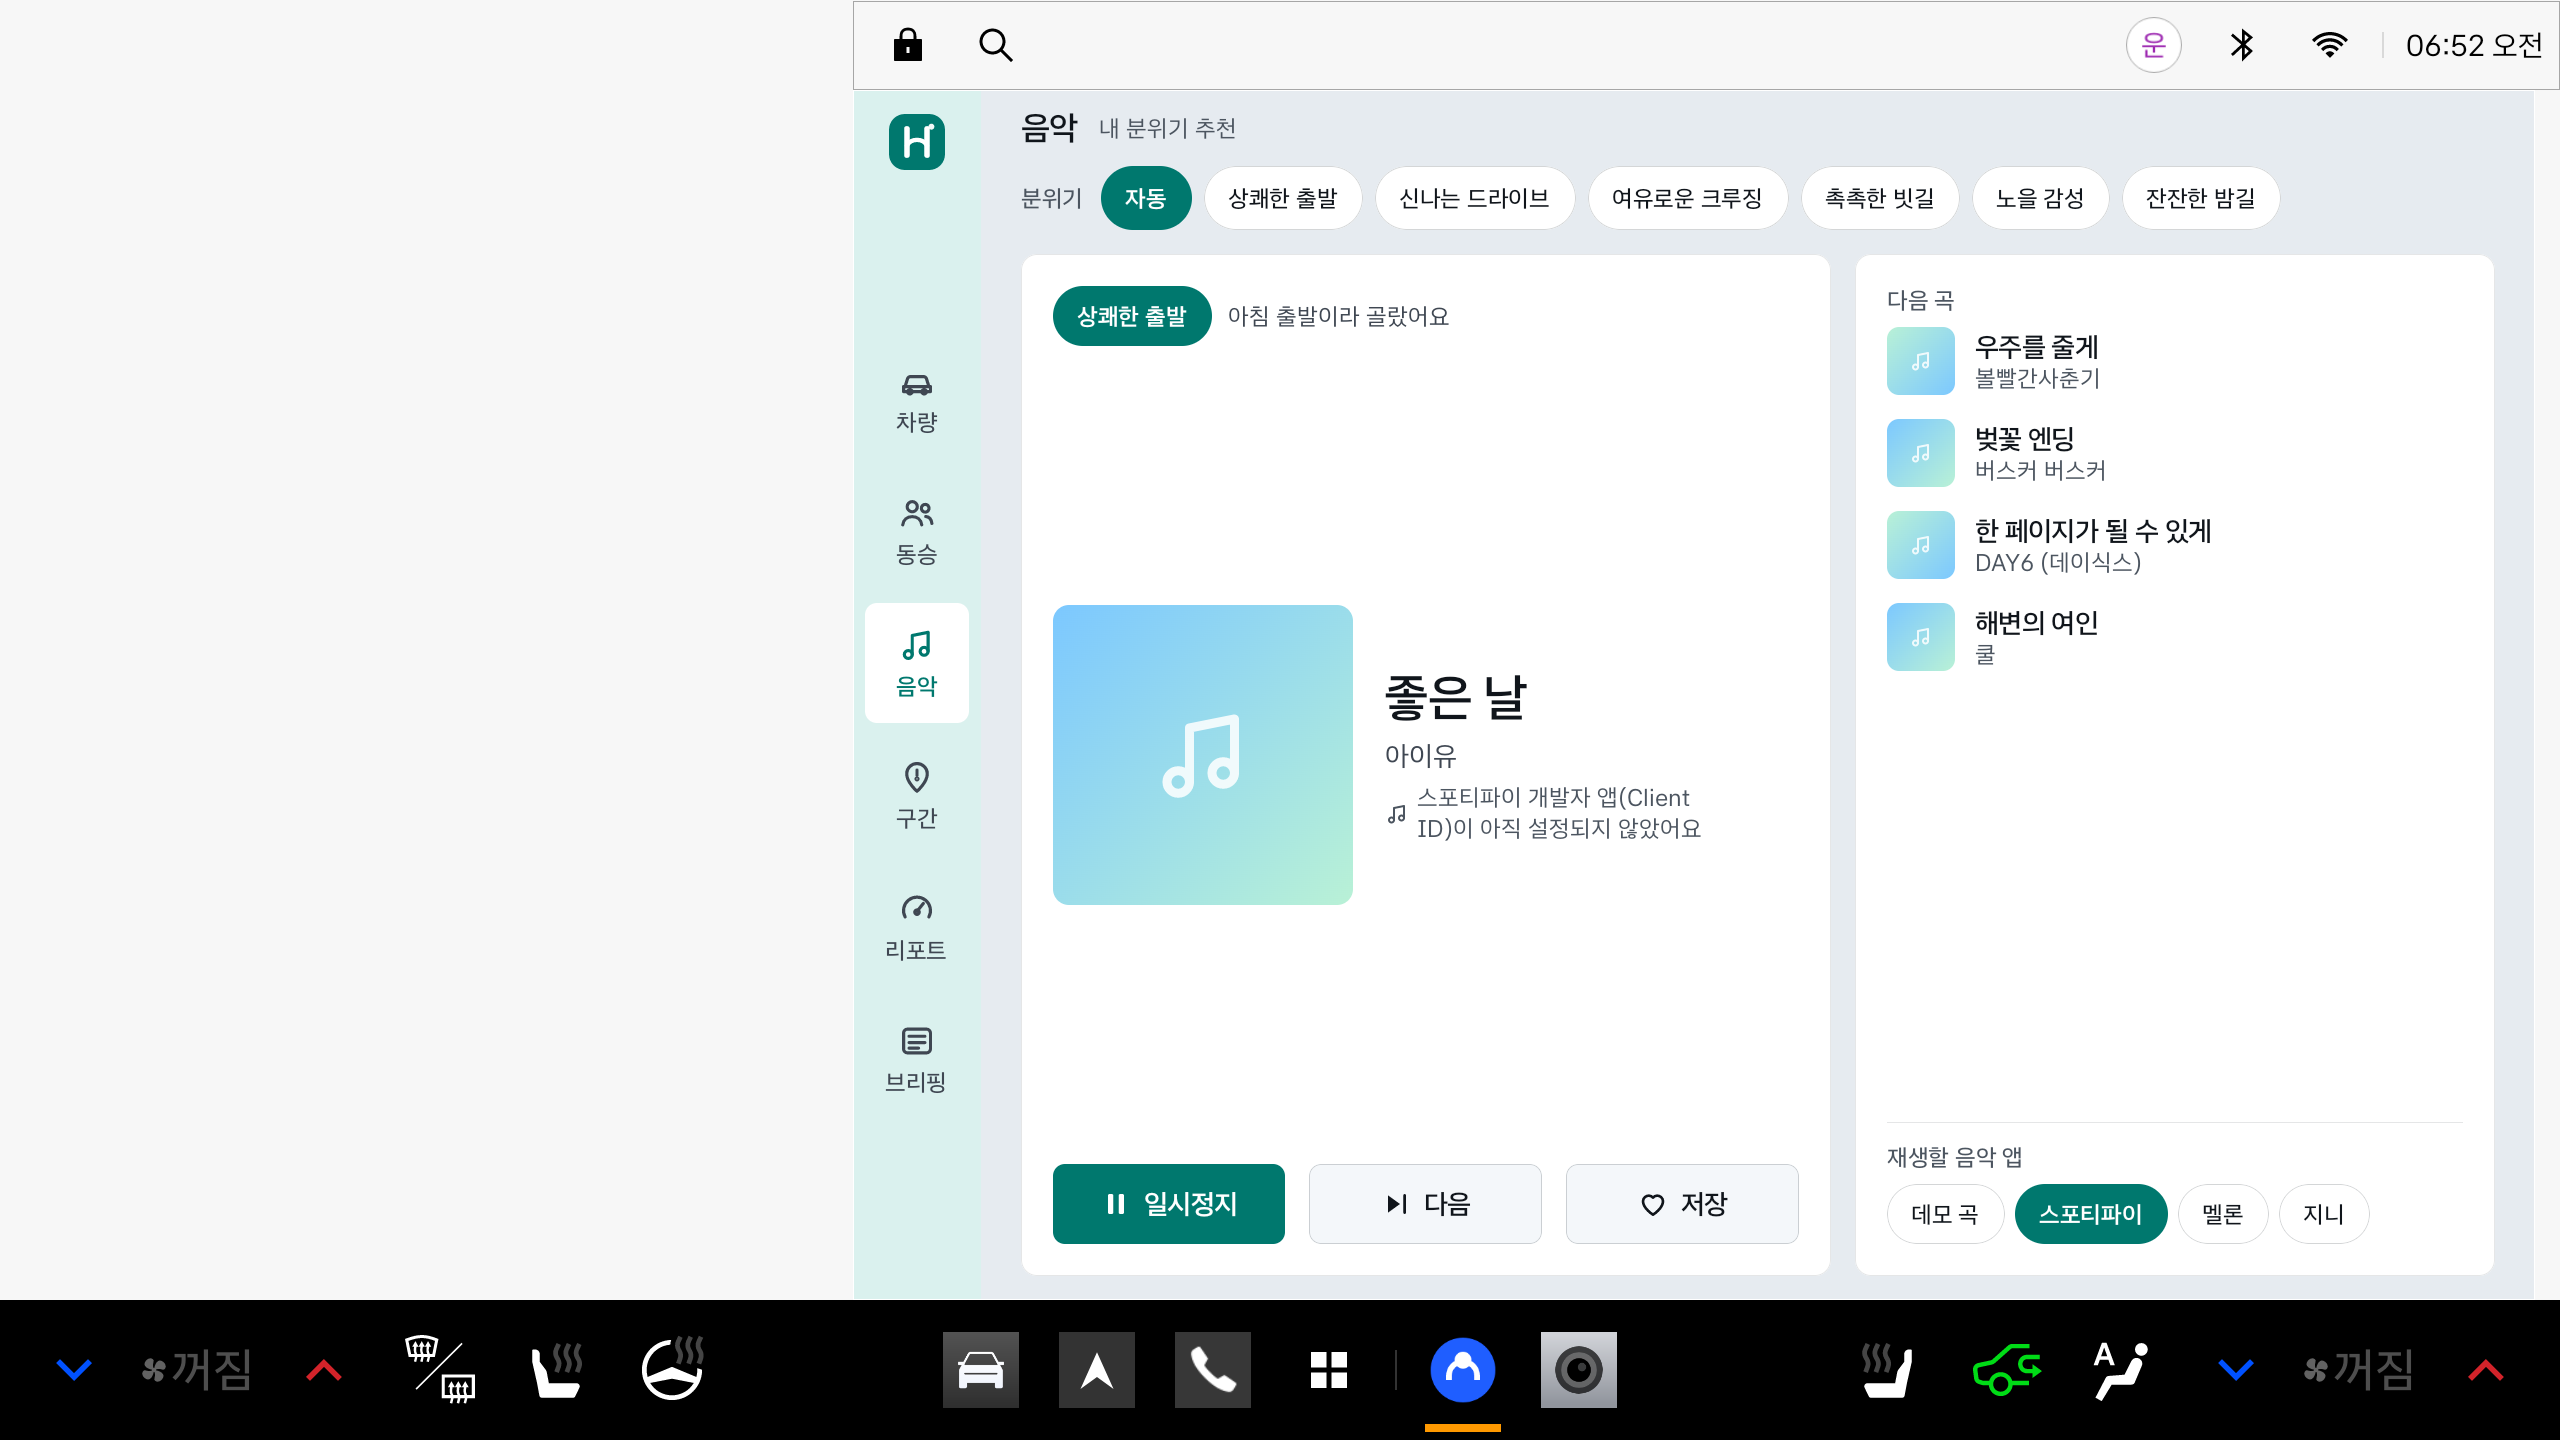 운
06:52 오전
음악 내 분위기 추천
분위기 자동 상쾌한 출발 신나는 드라이브 여유로운 크루징 촉촉한 빗길 노을 감성 잔잔한 밤길
차량
동승
음악
구간
리포트
브리핑
상쾌한 출발 아침 출발이라 골랐어요
좋은 날
아이유
스포티파이 개발자 앱(Client
ID)이 아직 설정되지 않았어요
일시정지 다음 저장
다음 곡
우주를 줄게
볼빨간사춘기
벚꽃 엔딩
버스커 버스커
한 페이지가 될 수 있게
DAY6 (데이식스)
해변의 여인
쿨
재생할 음악 앱
데모 곡 스포티파이 멜론 지니
꺼짐
A
꺼짐